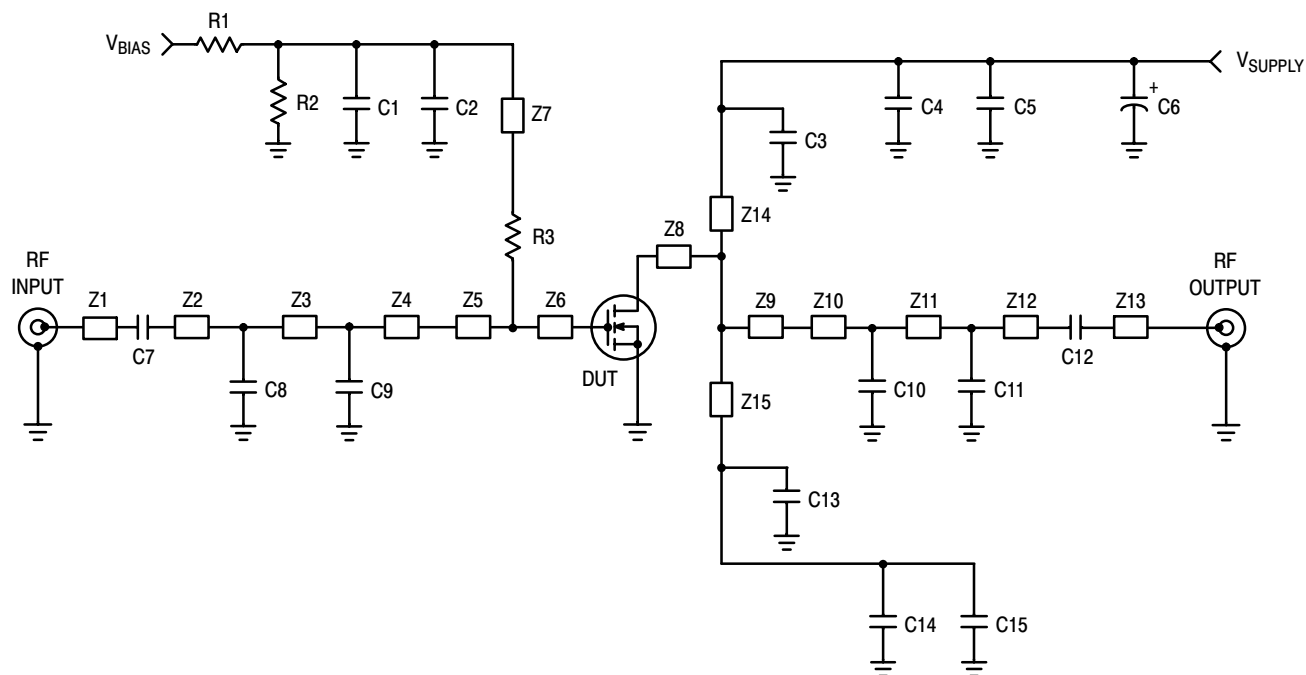 R1
V_BIAS
V_SUPPLY
R2
C1
C2
Z7
C4
C5
+
C6
C3
Z14
R3
Z8
RF
INPUT
RF
OUTPUT
Z1
Z2
Z3
Z4
Z5
Z6
Z9
Z10
Z11
Z12
Z13
C7
C12
DUT
C8
C9
C10
C11
Z15
C13
C14
C15